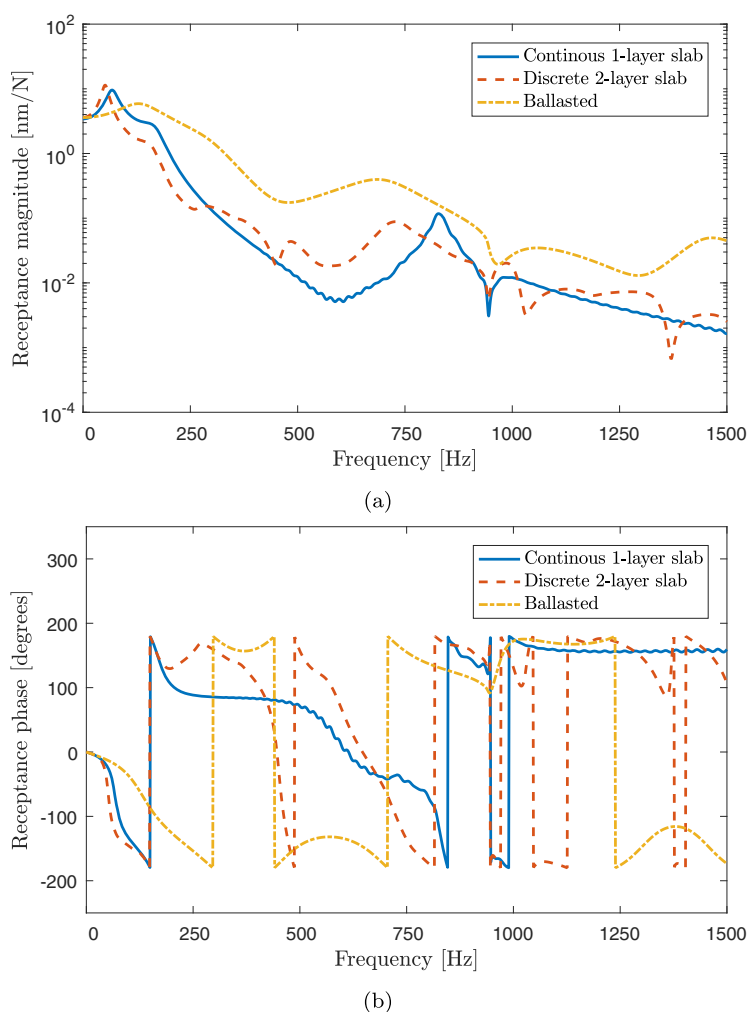 10^2
10^0
10^-2
10^-4
Receptance magnitude [nm/N]
Continous 1-layer slab
Discrete 2-layer slab
Ballasted
0 250 500 750 1000 1500
Frequency [Hz]
(a)
300
200
100
0
-100
-200
Receptance phase [degrees]
Continous 1-layer slab
Discrete 2-layer slab
Ballasted
0 250 500 750 1000 1500
Frequency [Hz]
(b)